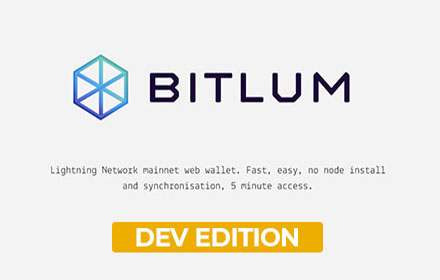 BITLUM
Lightning Network mainnet web wallet. Fast, easy, no node install
and synchronisation, 5 minute access.
DEV EDITION